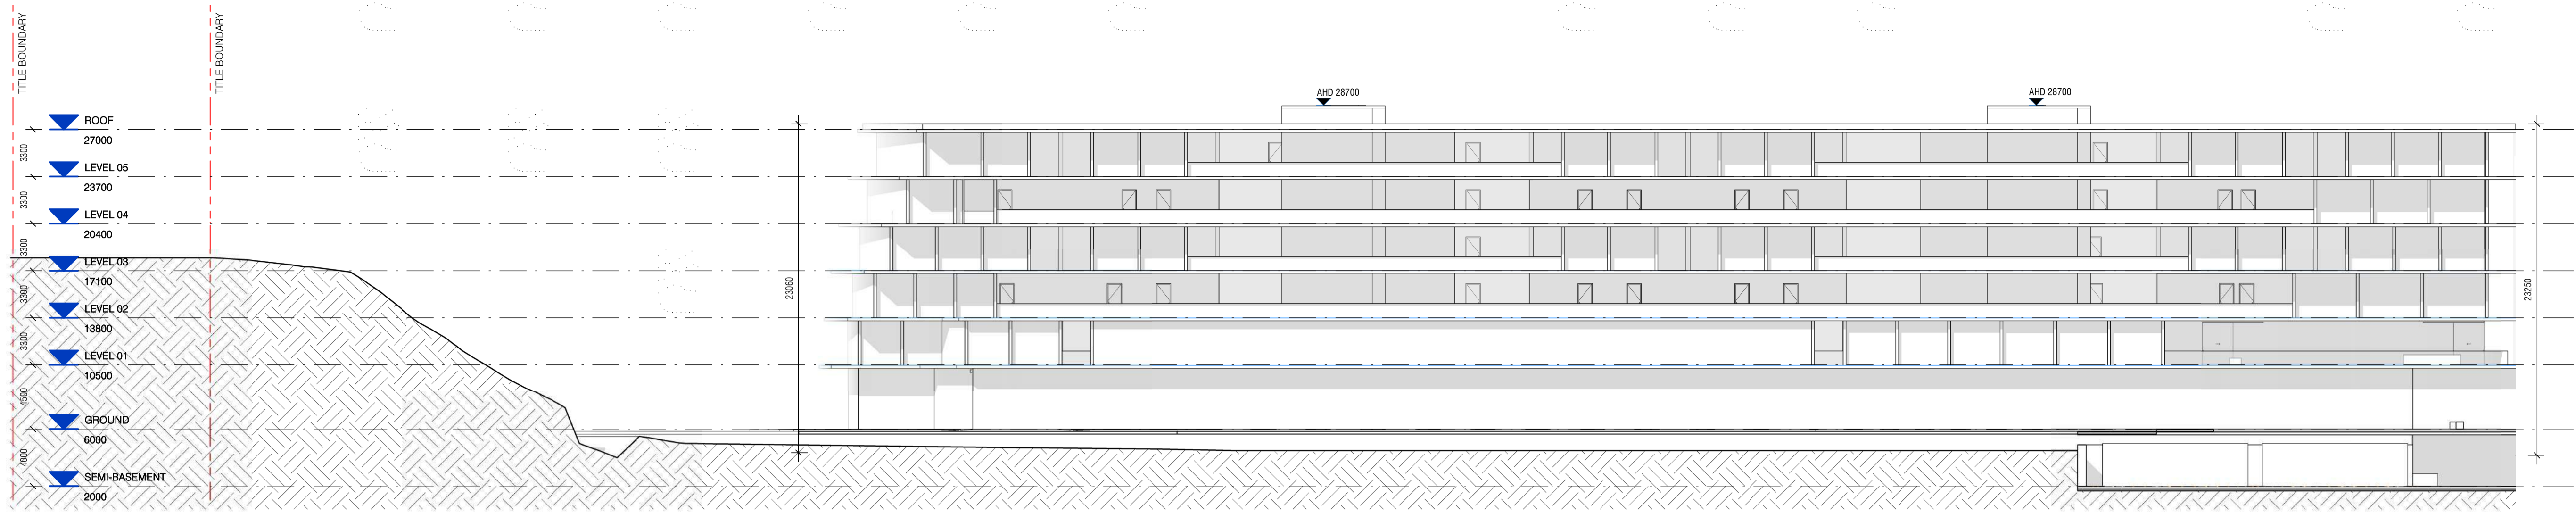 TITLE BOUNDARY
TITLE BOUNDARY
AHD 28700
AHD 28700
ROOF
27000
3300
LEVEL 05
23700
3300
LEVEL 04
20400
3300
LEVEL 03
17100
3300
LEVEL 02
13800
3300
LEVEL 01
10500
4500
GROUND
6000
4000
SEMI-BASEMENT
2000
23060
23250